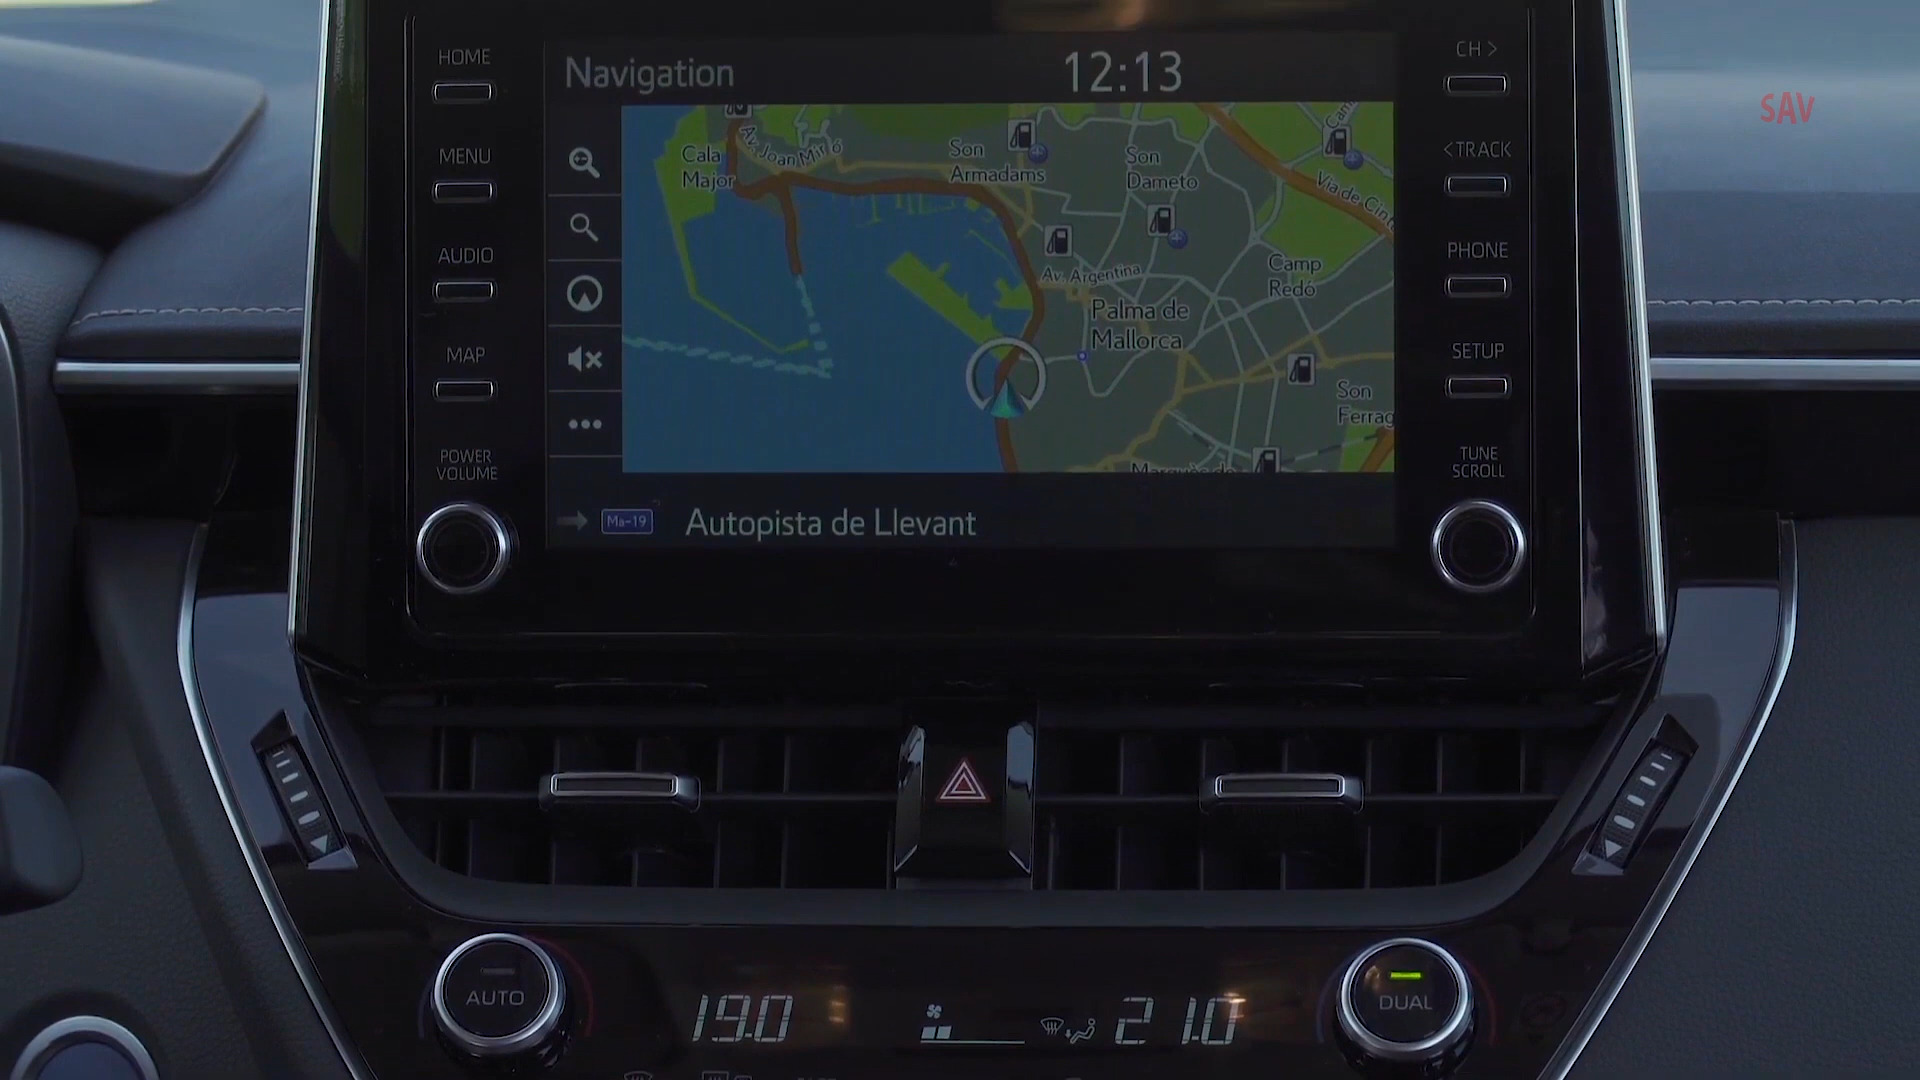 HOME
MENU
AUDIO
MAP
POWER
VOLUME
Navigation
12:13
Cala
Major
Av. Joan Miró
Son
Armadams
Son
Dameto
Via de Cint
Av. Argentina
Camp
Redó
Palma de
Mallorca
Son
Ferrag
Marquès de
Ma-19
Autopista de Llevant
CH >
< TRACK
PHONE
SETUP
TUNE
SCROLL
SAV
AUTO
19.0
21.0
DUAL